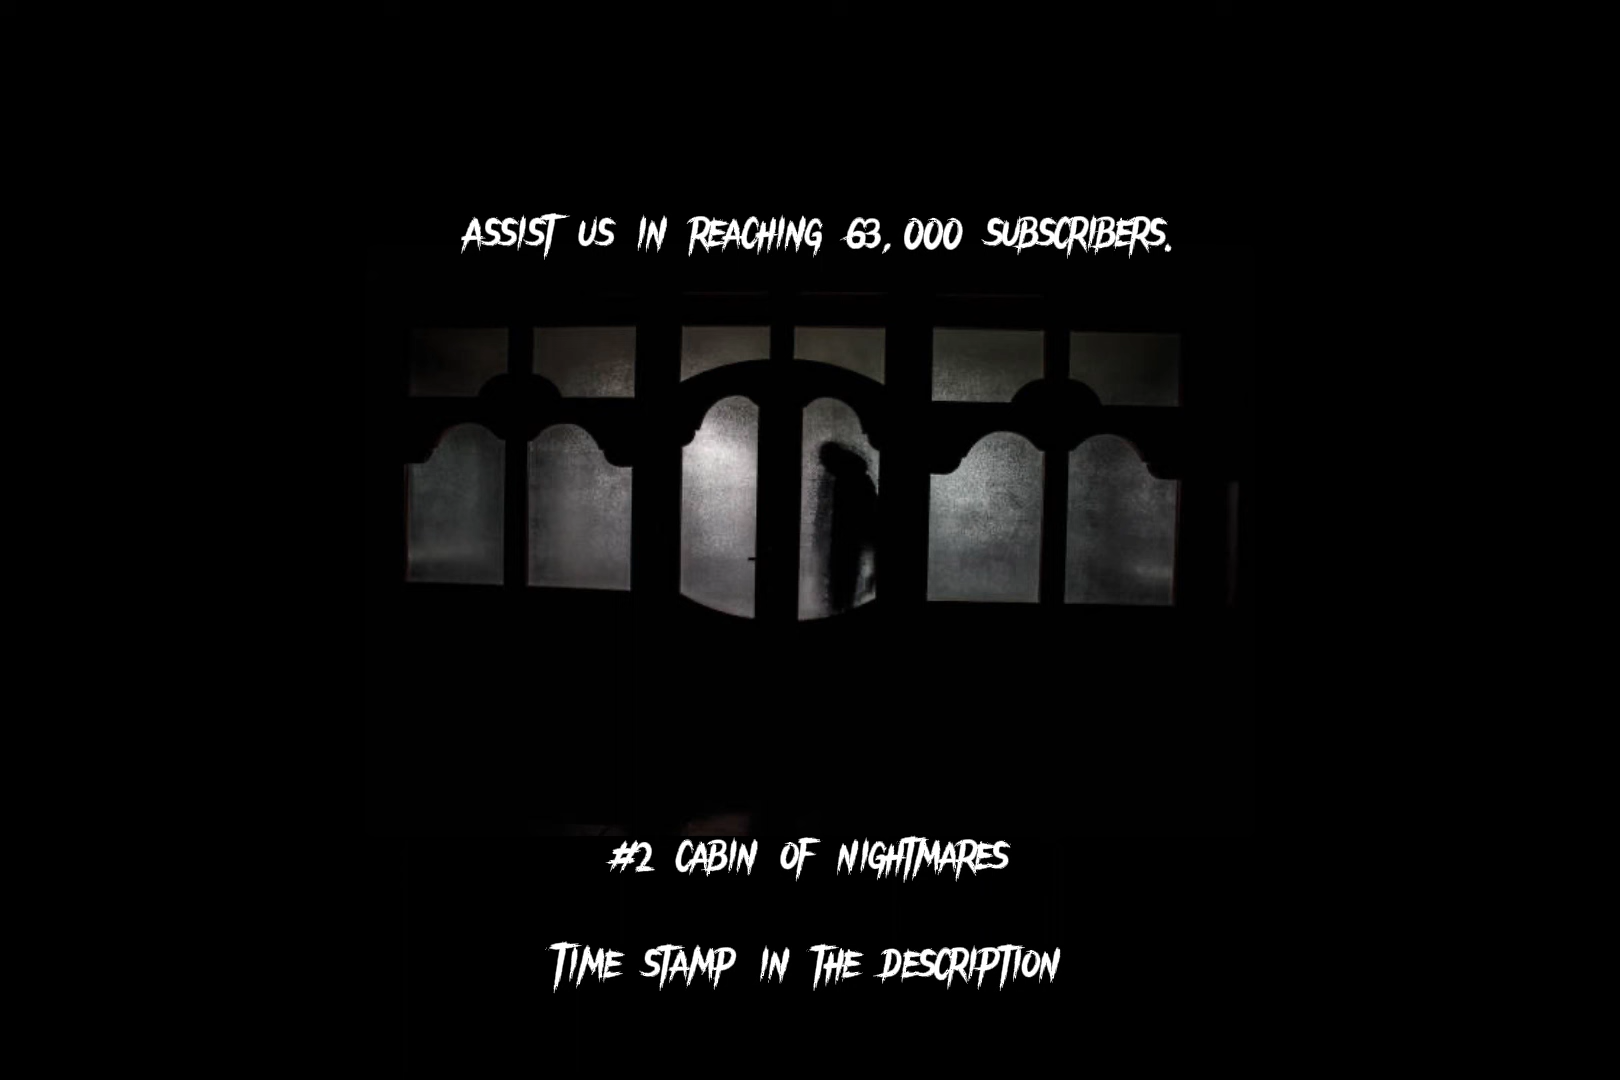 ASSIST US IN REACHING 63,000 SUBSCRIBERS.
#2 CABIN OF NIGHTMARES
TIME STAMP IN THE DESCRIPTION